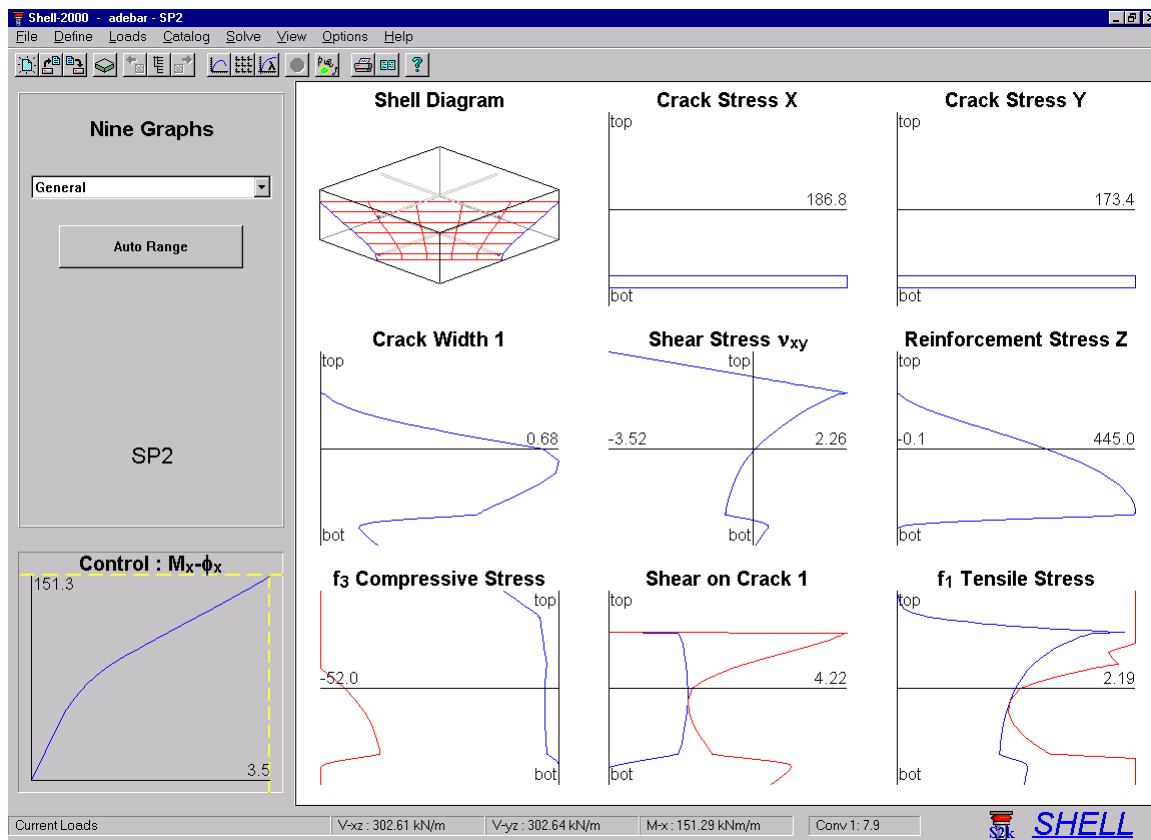 Shell-2000 - adebar - SP2
File Define Loads Catalog Solve View Options Help
Nine Graphs
General
Auto Range
SP2
Control : Mx-ϕx
151.3
3.5
Shell Diagram
Crack Stress X
top
186.8
bot
Crack Stress Y
top
173.4
bot
Crack Width 1
top
0.68
bot
Shear Stress νxy
top
-3.52 2.26
bot
Reinforcement Stress Z
top
-0.1 445.0
bot
f3 Compressive Stress
top
-52.0
bot
Shear on Crack 1
top
4.22
bot
f1 Tensile Stress
top
2.19
bot
Current Loads
V-xz : 302.61 kN/m
V-yz : 302.64 kN/m
M-x : 151.29 kNm/m
Conv 1: 7.9
S2k
SHELL